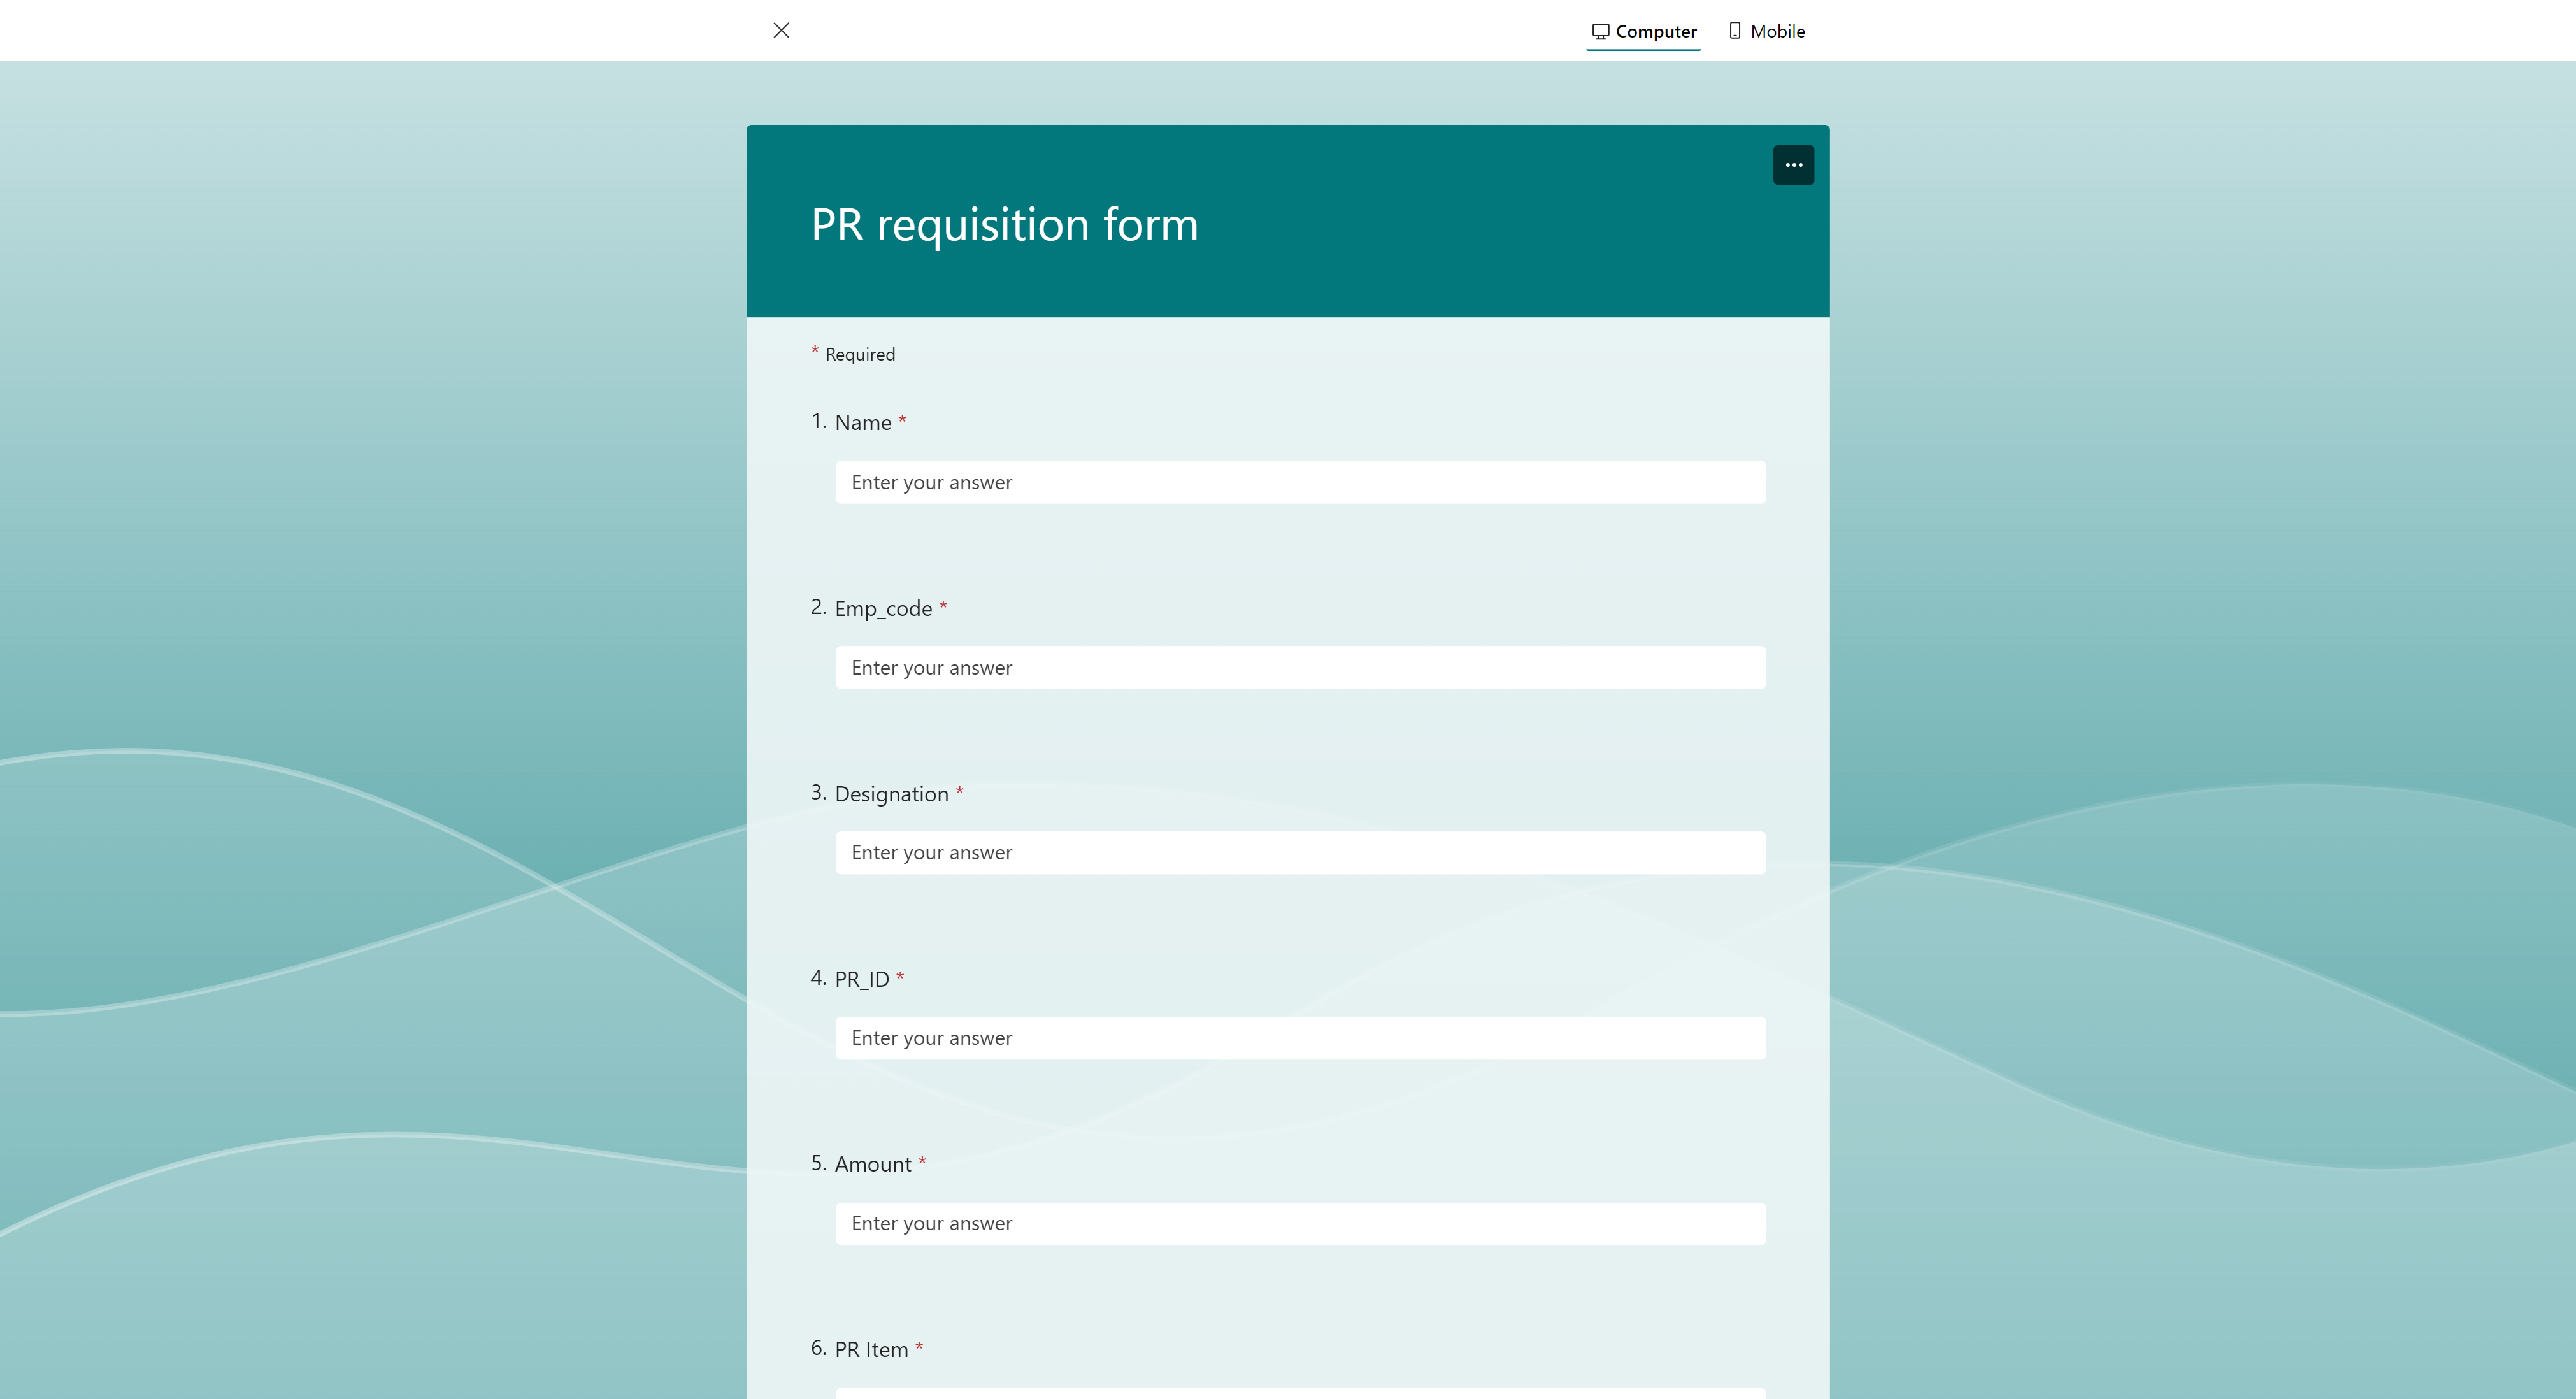 Computer Mobile
PR requisition form
* Required
1. Name *
Enter your answer
2. Emp_code *
Enter your answer
3. Designation *
Enter your answer
4. PR_ID *
Enter your answer
5. Amount *
Enter your answer
6. PR Item *